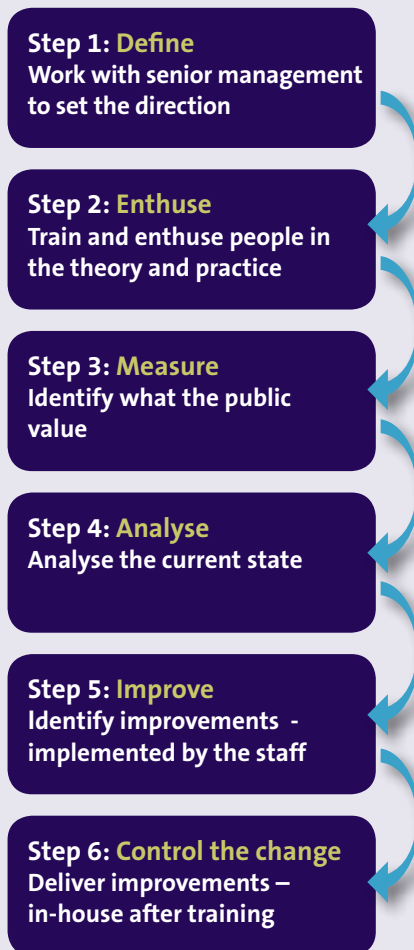 Step 1: Define
Work with senior management
to set the direction
Step 2: Enthuse
Train and enthuse people in
the theory and practice
Step 3: Measure
Identify what the public
value
Step 4: Analyse
Analyse the current state
Step 5: Improve
Identify improvements -
implemented by the staff
Step 6: Control the change
Deliver improvements –
in-house after training